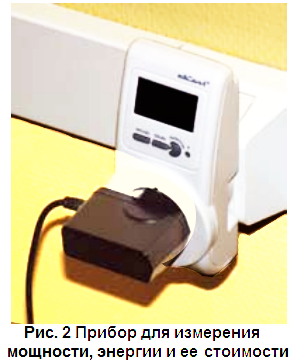 Рис. 2 Прибор для измерения
мощности, энергии и ее стоимости